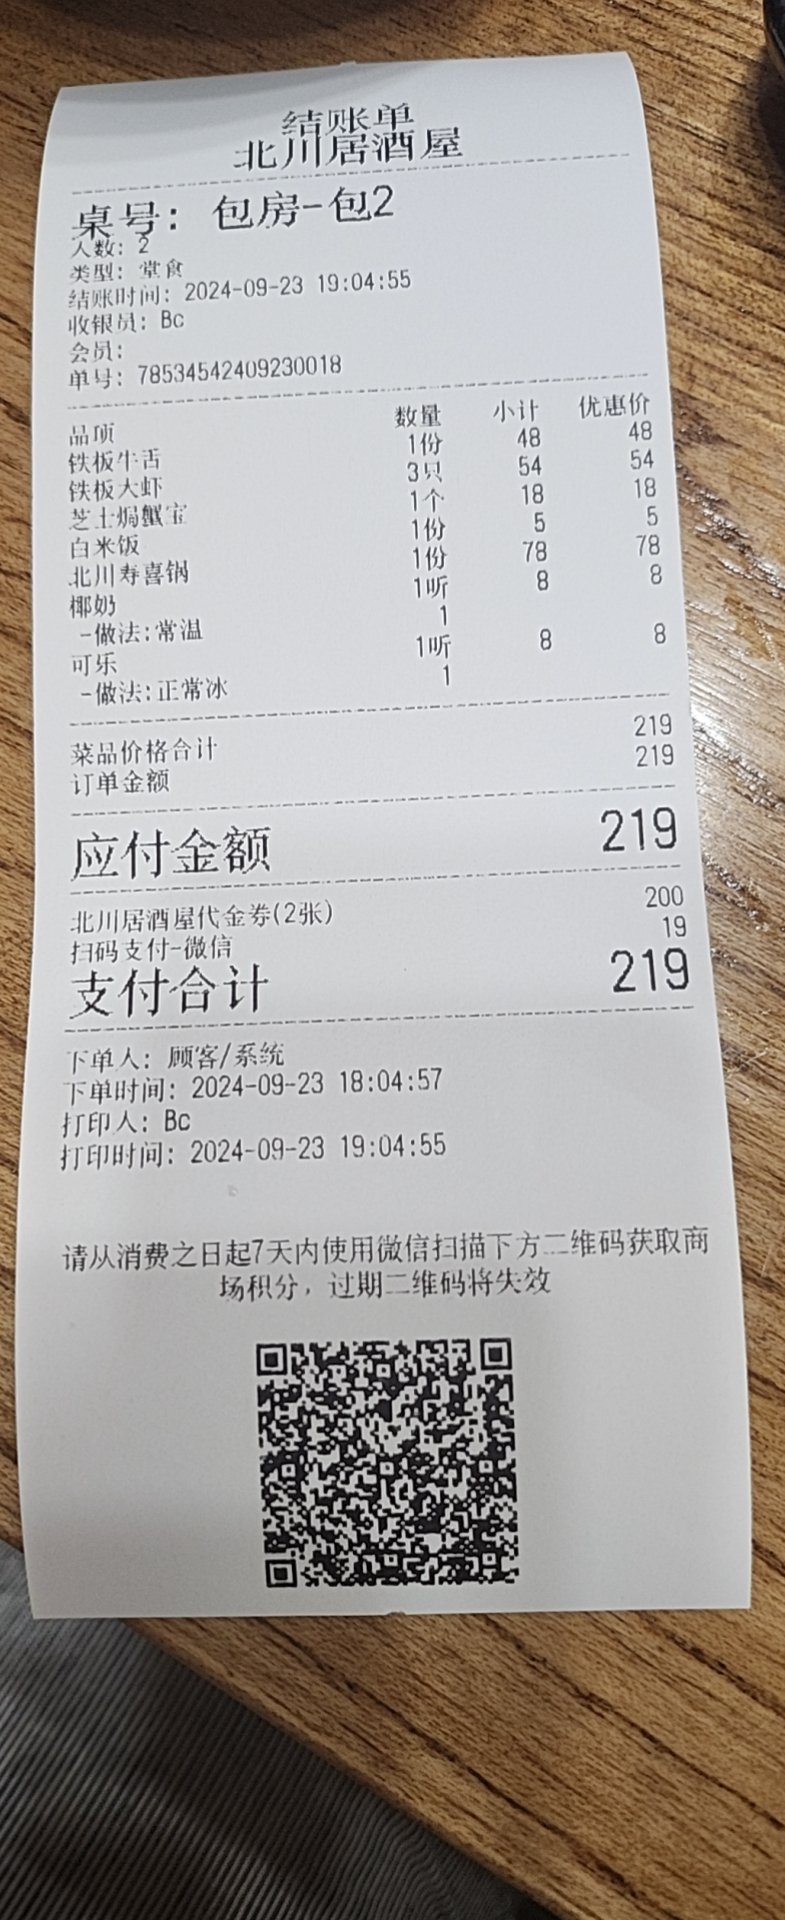 结账单
北川居酒屋
桌号：包房-包2
人数：2
类型：堂食
结账时间：2024-09-23 19:04:55
收银员：Bc
会员：
单号：78534542409230018
品项 数量 小计 优惠价
铁板牛舌 1份 48 48
铁板大虾 3只 54 54
芝士焗蟹宝 1个 18 18
白米饭 1份 5 5
北川寿喜锅 1份 78 78
椰奶 1听 8 8
-做法:常温 1
可乐 1听 8 8
-做法:正常冰 1
菜品价格合计 219
订单金额 219
应付金额 219
北川居酒屋代金券(2张) 200
扫码支付-微信 19
支付合计 219
下单人：顾客/系统
下单时间：2024-09-23 18:04:57
打印人：Bc
打印时间：2024-09-23 19:04:55
请从消费之日起7天内使用微信扫描下方二维码获取商
场积分，过期二维码将失效